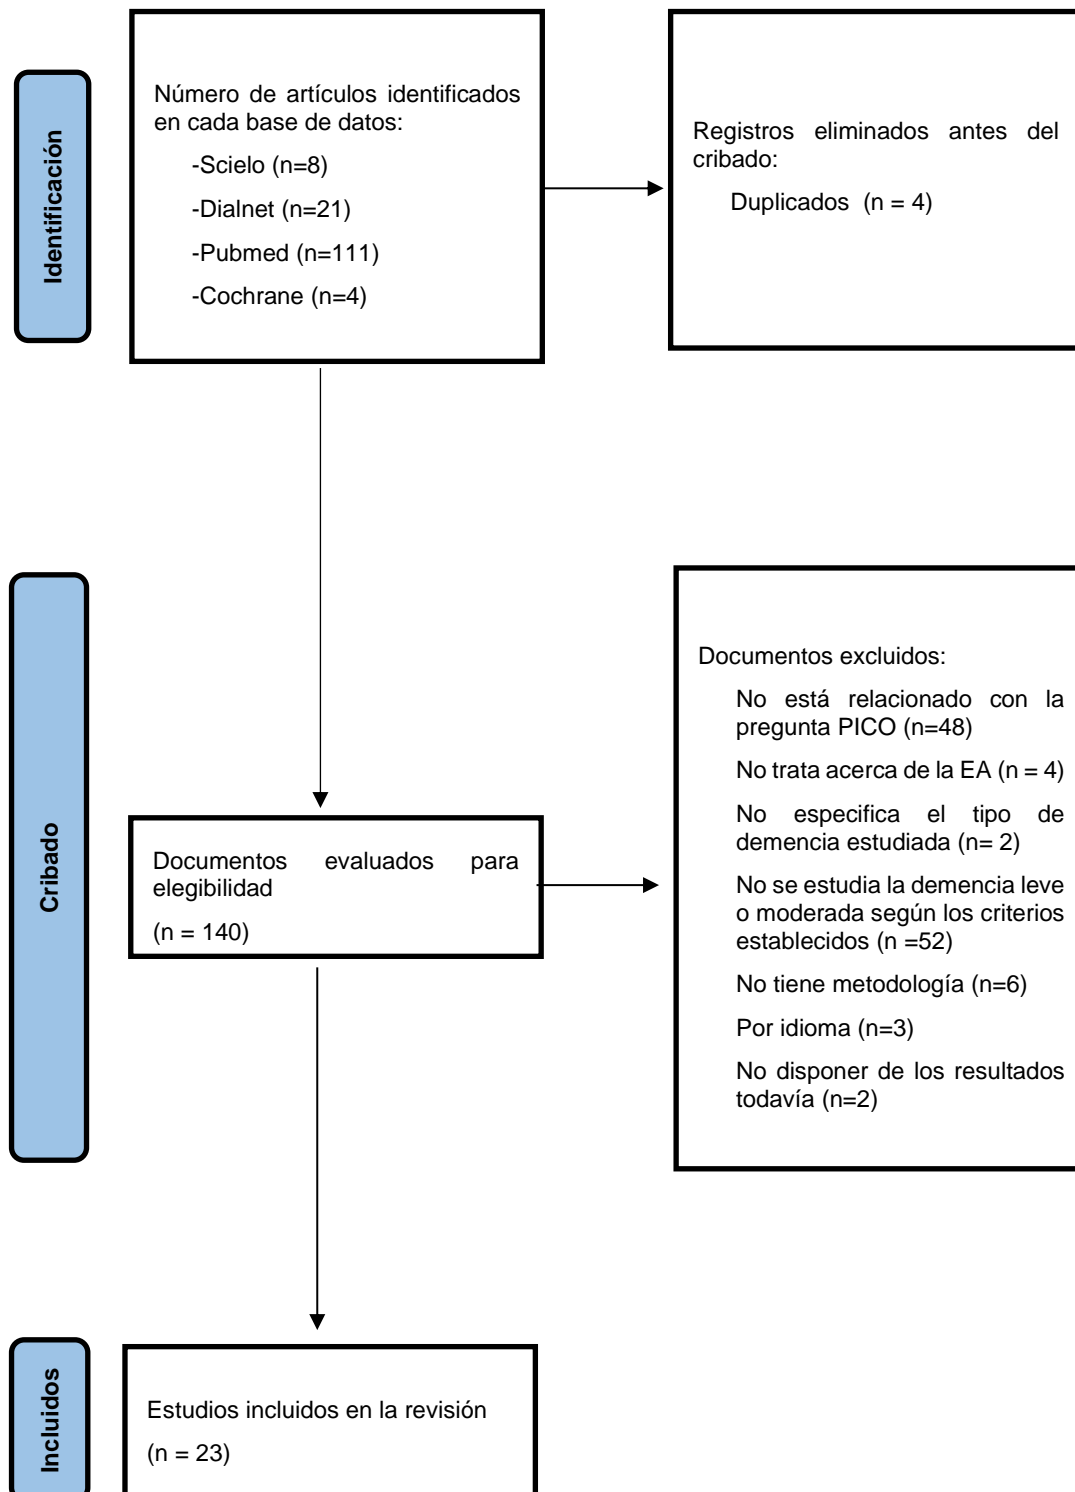 Identificación
Número de artículos identificados
en cada base de datos:
-Scielo (n=8)
-Dialnet (n=21)
-Pubmed (n=111)
-Cochrane (n=4)
Registros eliminados antes del
cribado:
Duplicados (n = 4)
Cribado
Documentos evaluados para
elegibilidad
(n = 140)
Documentos excluidos:
No está relacionado con la
pregunta PICO (n=48)
No trata acerca de la EA (n = 4)
No especifica el tipo de
demencia estudiada (n= 2)
No se estudia la demencia leve
o moderada según los criterios
establecidos (n =52)
No tiene metodología (n=6)
Por idioma (n=3)
No disponer de los resultados
todavía (n=2)
Incluidos
Estudios incluidos en la revisión
(n = 23)